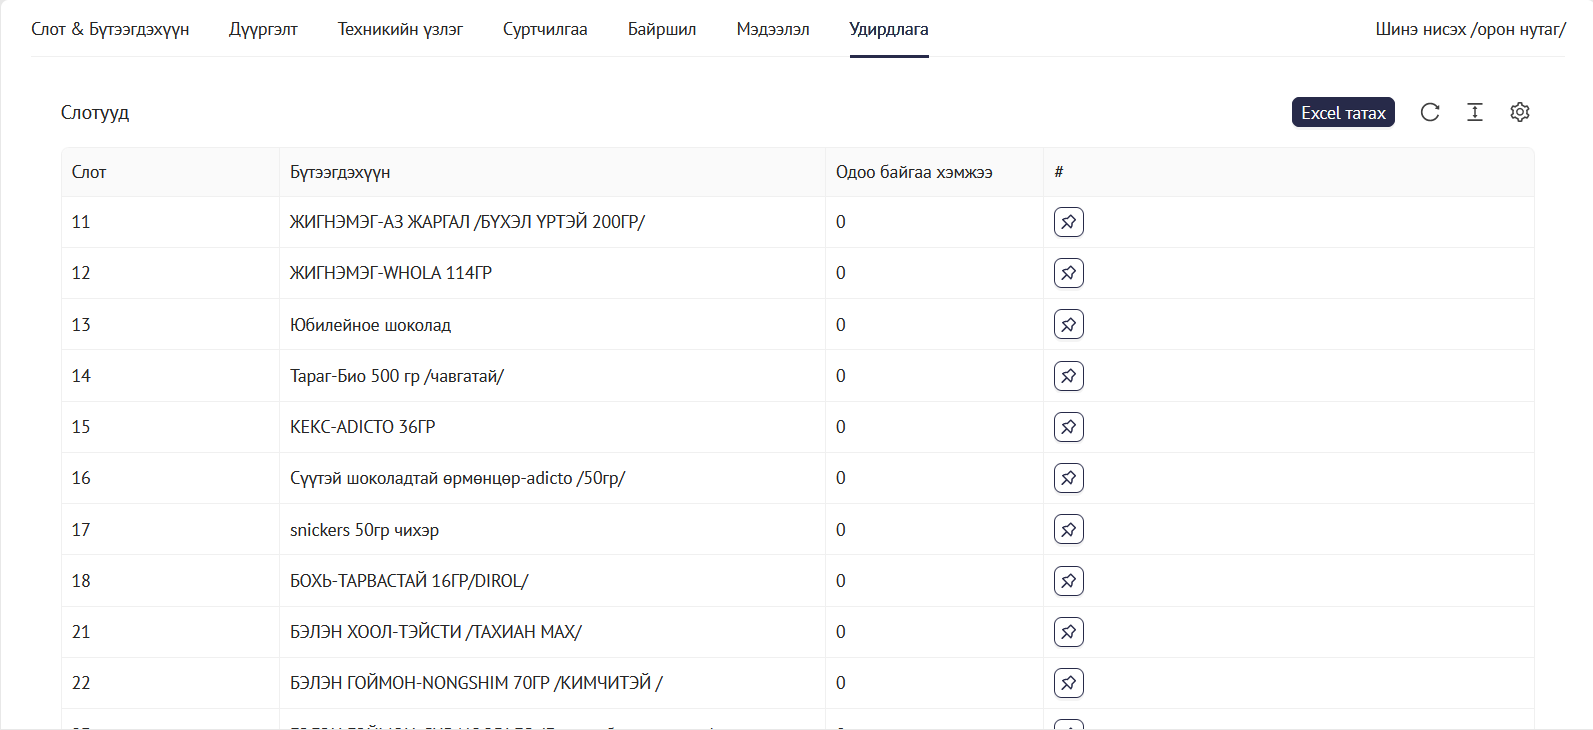 Слот & Бүтээгдэхүүн Дүүргэлт Техникийн үзлэг Суртчилгаа Байршил Мэдээлэл Удирдлага Шинэ нисэх /орон нутаг/
Слотууд Excel татах
Слот Бүтээгдэхүүн Одоо байгаа хэмжээ #
11 ЖИГНЭМЭГ-АЗ ЖАРГАЛ /БҮХЭЛ ҮРТЭЙ 200ГР/ 0
12 ЖИГНЭМЭГ-WHOLA 114ГР 0
13 Юбилейное шоколад 0
14 Тараг-Био 500 гр /чавгатай/ 0
15 КЕКС-ADICTO 36ГР 0
16 Сүүтэй шоколадтай өрмөнцөр-adicto /50гр/ 0
17 snickers 50гр чихэр 0
18 БОХЬ-ТАРВАСТАЙ 16ГР/DIROL/ 0
21 БЭЛЭН ХООЛ-ТЭЙСТИ /ТАХИАН МАХ/ 0
22 БЭЛЭН ГОЙМОН-NONGSHIM 70ГР /КИМЧИТЭЙ / 0